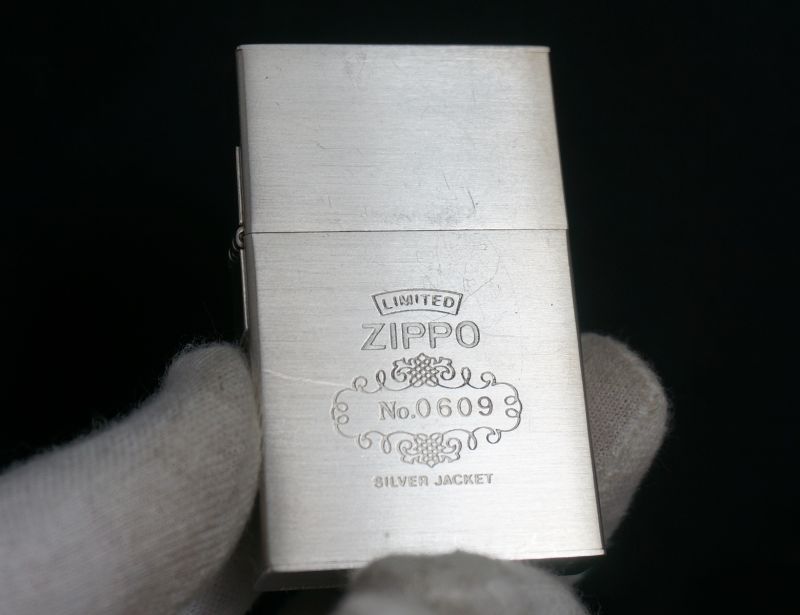 LIMITED
ZIPPO
No.0609
SILVER JACKET